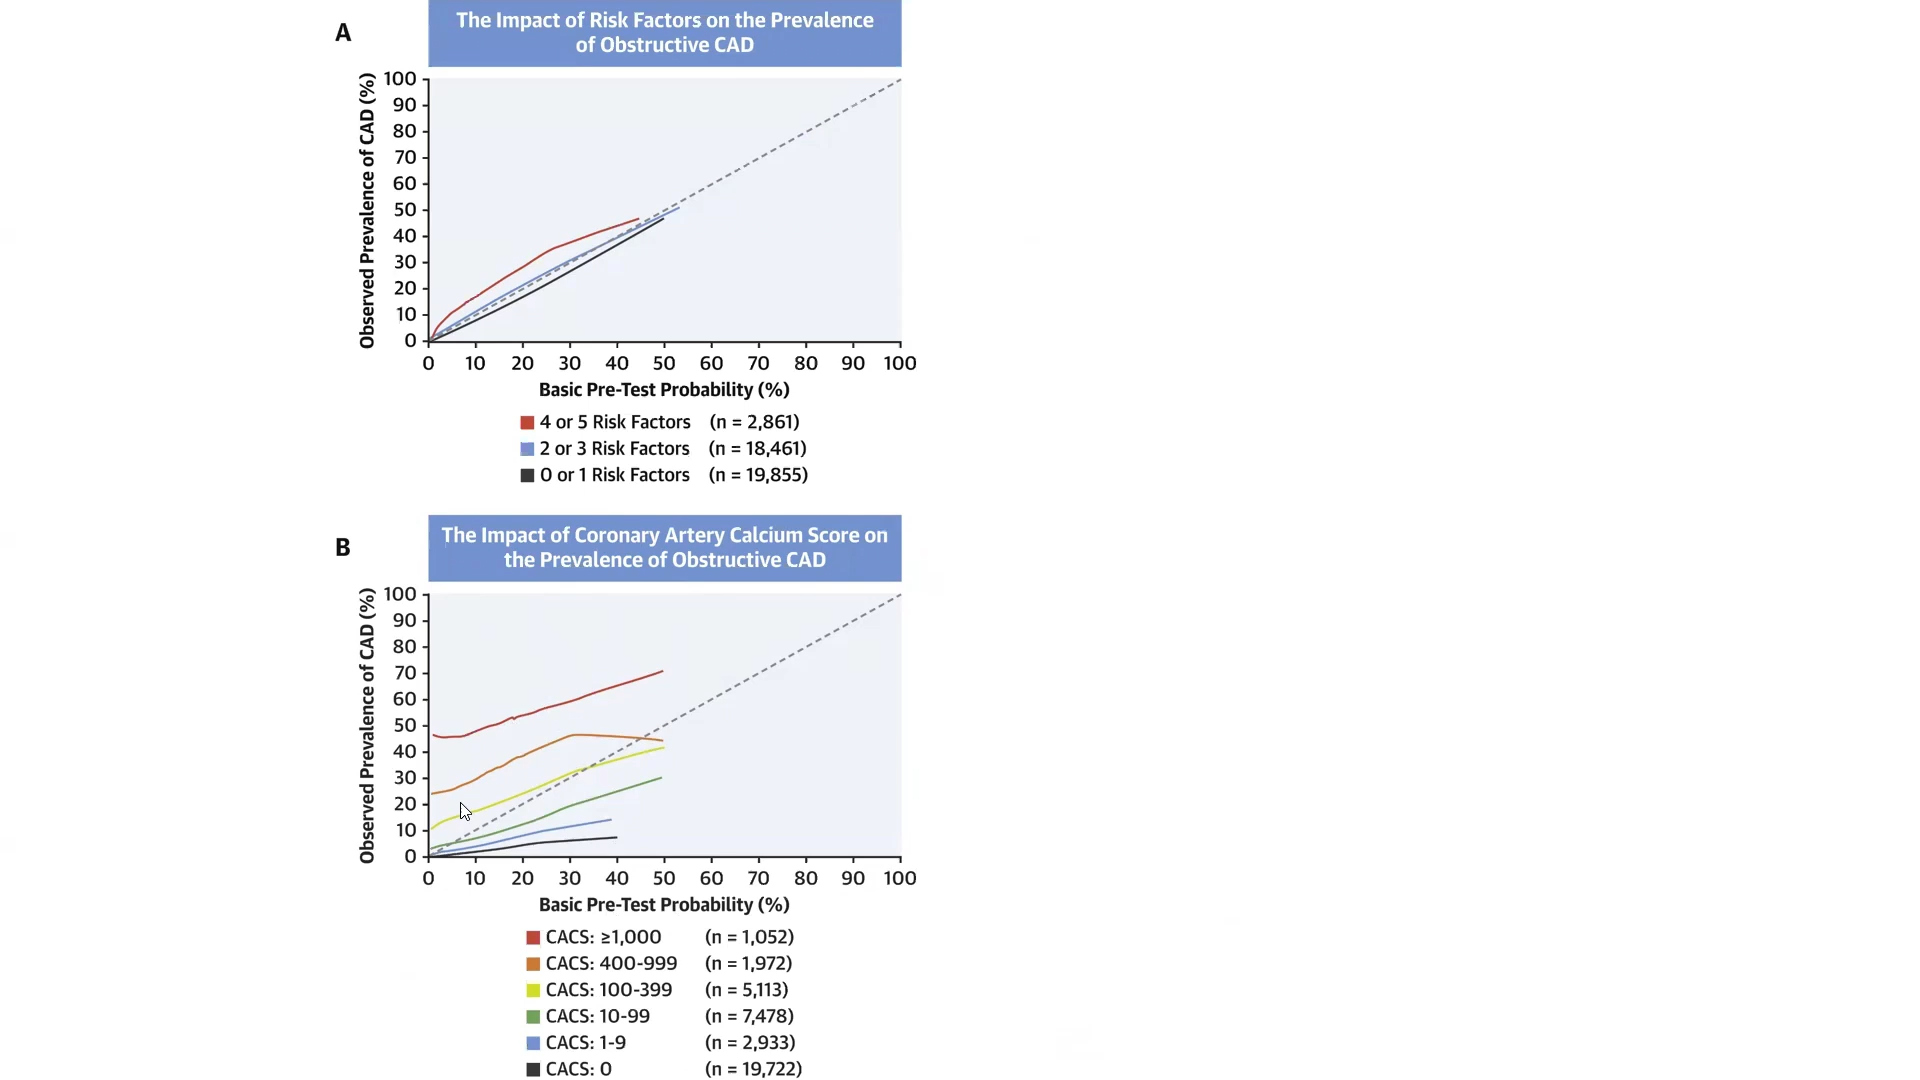 A
The Impact of Risk Factors on the Prevalence
of Obstructive CAD
Observed Prevalence of CAD (%)
100
90
80
70
60
50
40
30
20
10
0
0 10 20 30 40 50 60 70 80 90 100
Basic Pre-Test Probability (%)
4 or 5 Risk Factors (n = 2,861)
2 or 3 Risk Factors (n = 18,461)
0 or 1 Risk Factors (n = 19,855)
B
The Impact of Coronary Artery Calcium Score on
the Prevalence of Obstructive CAD
Observed Prevalence of CAD (%)
100
90
80
70
60
50
40
30
20
10
0
0 10 20 30 40 50 60 70 80 90 100
Basic Pre-Test Probability (%)
CACS: ≥1,000 (n = 1,052)
CACS: 400-999 (n = 1,972)
CACS: 100-399 (n = 5,113)
CACS: 10-99 (n = 7,478)
CACS: 1-9 (n = 2,933)
CACS: 0 (n = 19,722)